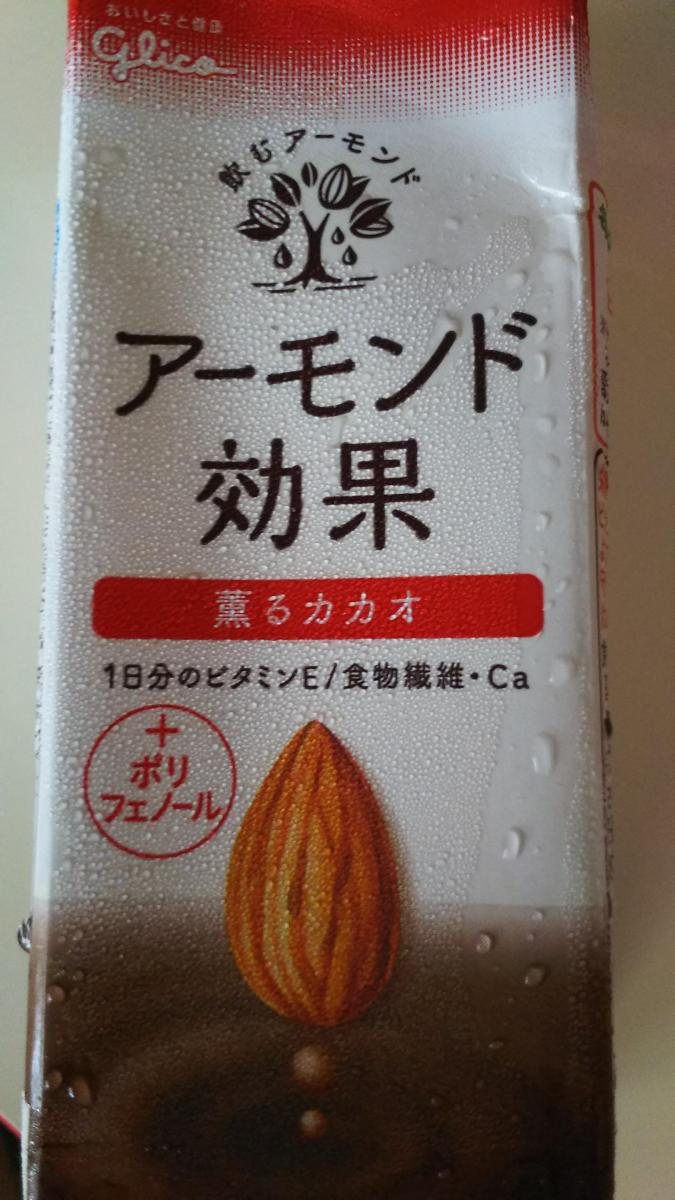 おいしさと健康
Glico
飲むアーモンド
アーモンド
効果
薫るカカオ
1日分のビタミンE/食物繊維・Ca
+
ポリ
フェノール